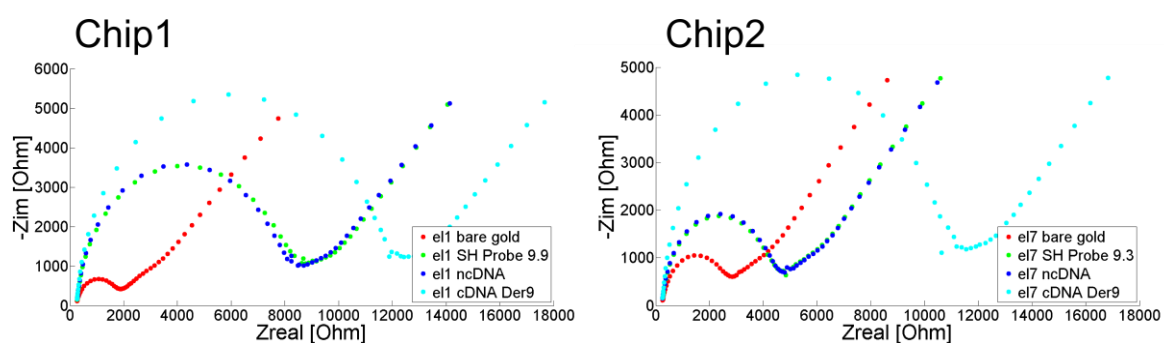 Chip1
-Zim [Ohm]
6000
5000
4000
3000
2000
1000
0
0 2000 4000 6000 8000 10000 12000 14000 16000 18000
Zreal [Ohm]
el1 bare gold
el1 SH Probe 9.9
el1 ncDNA
el1 cDNA Der9
Chip2
-Zim [Ohm]
5000
4000
3000
2000
1000
0
0 2000 4000 6000 8000 10000 12000 14000 16000 18000
Zreal [Ohm]
el7 bare gold
el7 SH Probe 9.3
el7 ncDNA
el7 cDNA Der9